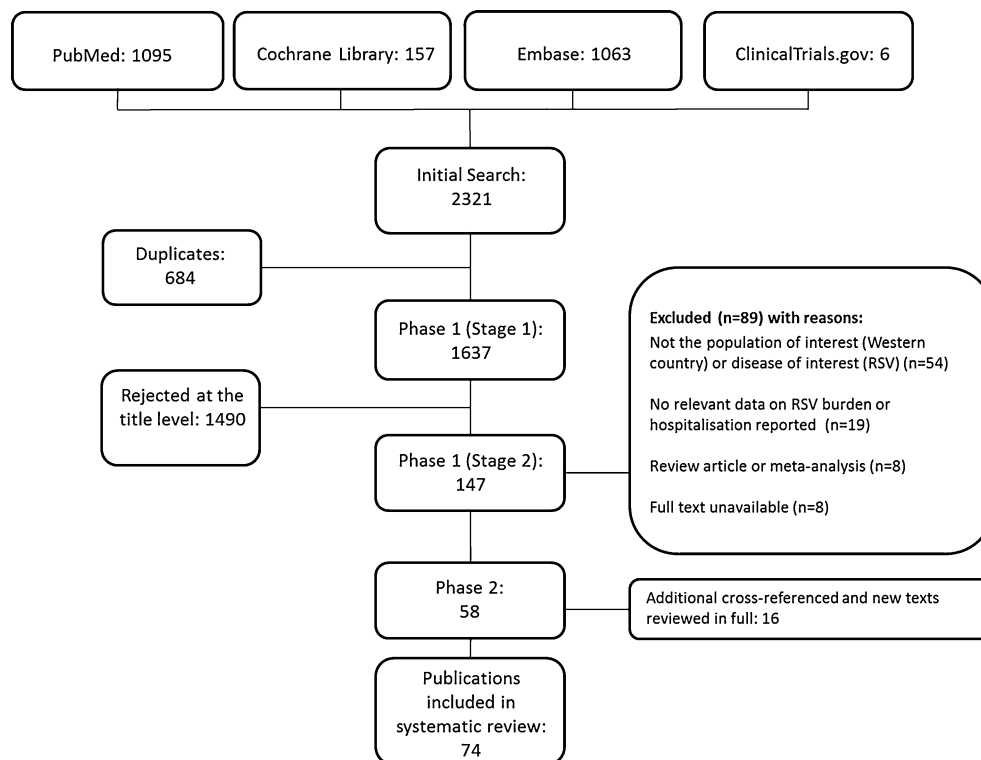 PubMed: 1095
Cochrane Library: 157
Embase: 1063
ClinicalTrials.gov: 6
Initial Search:
2321
Duplicates:
684
Phase 1 (Stage 1):
1637
Rejected at the
title level: 1490
Phase 1 (Stage 2):
147
Excluded (n=89) with reasons:
Not the population of interest (Western
country) or disease of interest (RSV) (n=54)
No relevant data on RSV burden or
hospitalisation reported (n=19)
Review article or meta-analysis (n=8)
Full text unavailable (n=8)
Phase 2:
58
Additional cross-referenced and new texts
reviewed in full: 16
Publications
included in
systematic review:
74